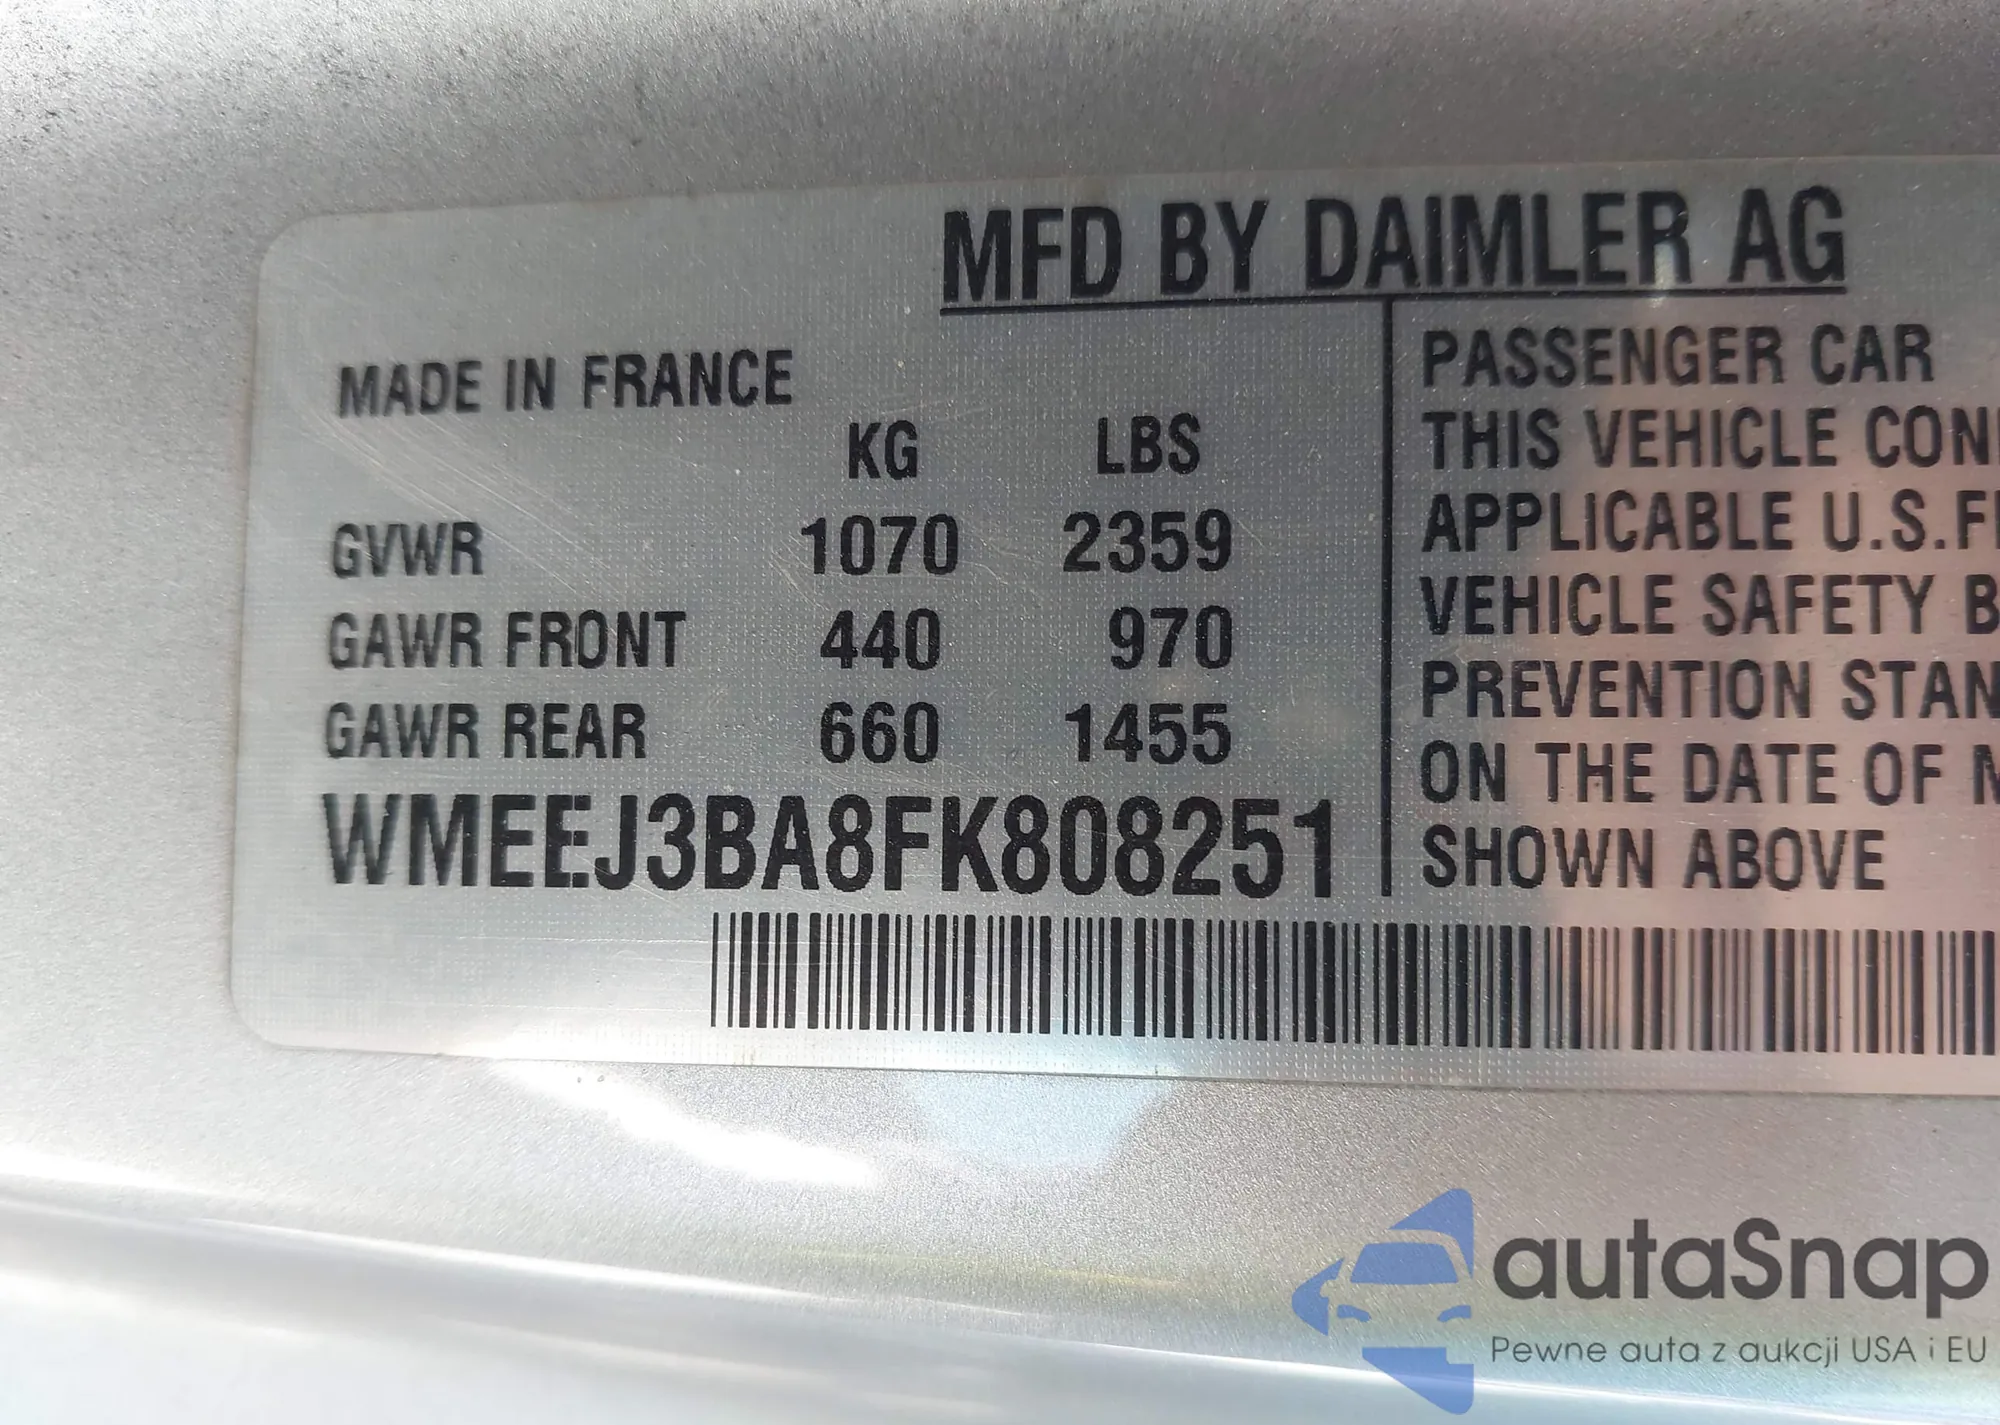 MFD BY DAIMLER AG
MADE IN FRANCE
KG LBS
GVWR 1070 2359
GAWR FRONT 440 970
GAWR REAR 660 1455
WMEEJ3BA8FK808251
PASSENGER CAR
THIS VEHICLE CON
APPLICABLE U.S.F
VEHICLE SAFETY B
PREVENTION STAN
ON THE DATE OF M
SHOWN ABOVE
autaSnap
Pewne auta z aukcji USA i EU